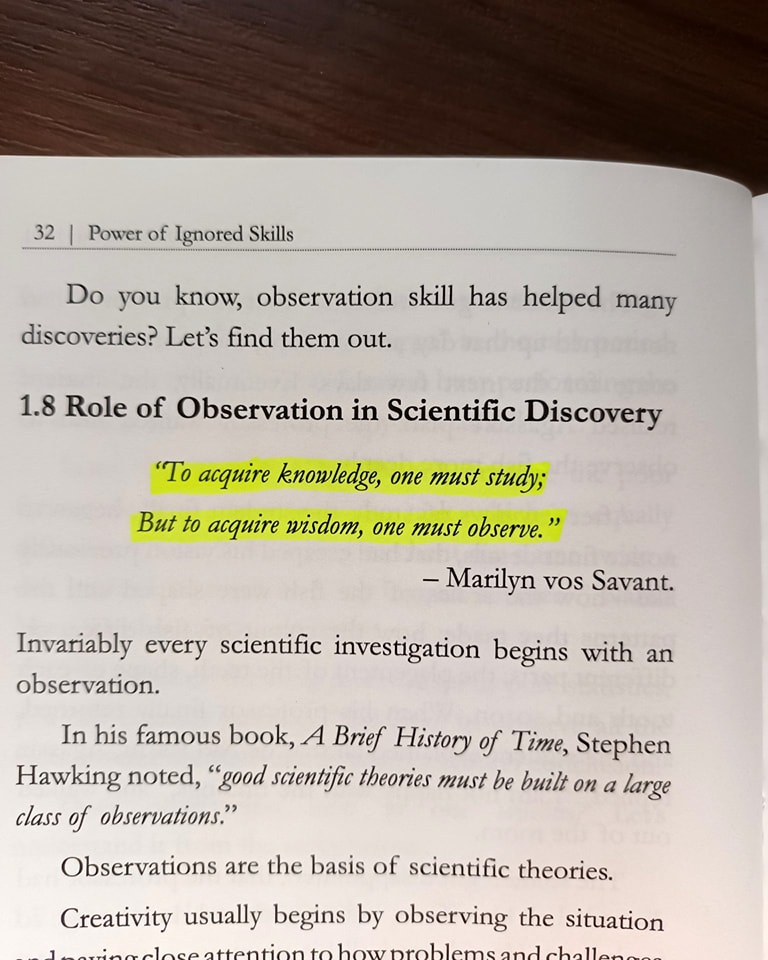 32 | Power of Ignored Skills
Do you know, observation skill has helped many
discoveries? Let's find them out.
1.8 Role of Observation in Scientific Discovery
“To acquire knowledge, one must study;
But to acquire wisdom, one must observe.”
– Marilyn vos Savant.
Invariably every scientific investigation begins with an
observation.
In his famous book, A Brief History of Time, Stephen
Hawking noted, “good scientific theories must be built on a large
class of observations.”
Observations are the basis of scientific theories.
Creativity usually begins by observing the situation
and paying close attention to how problems and challenges